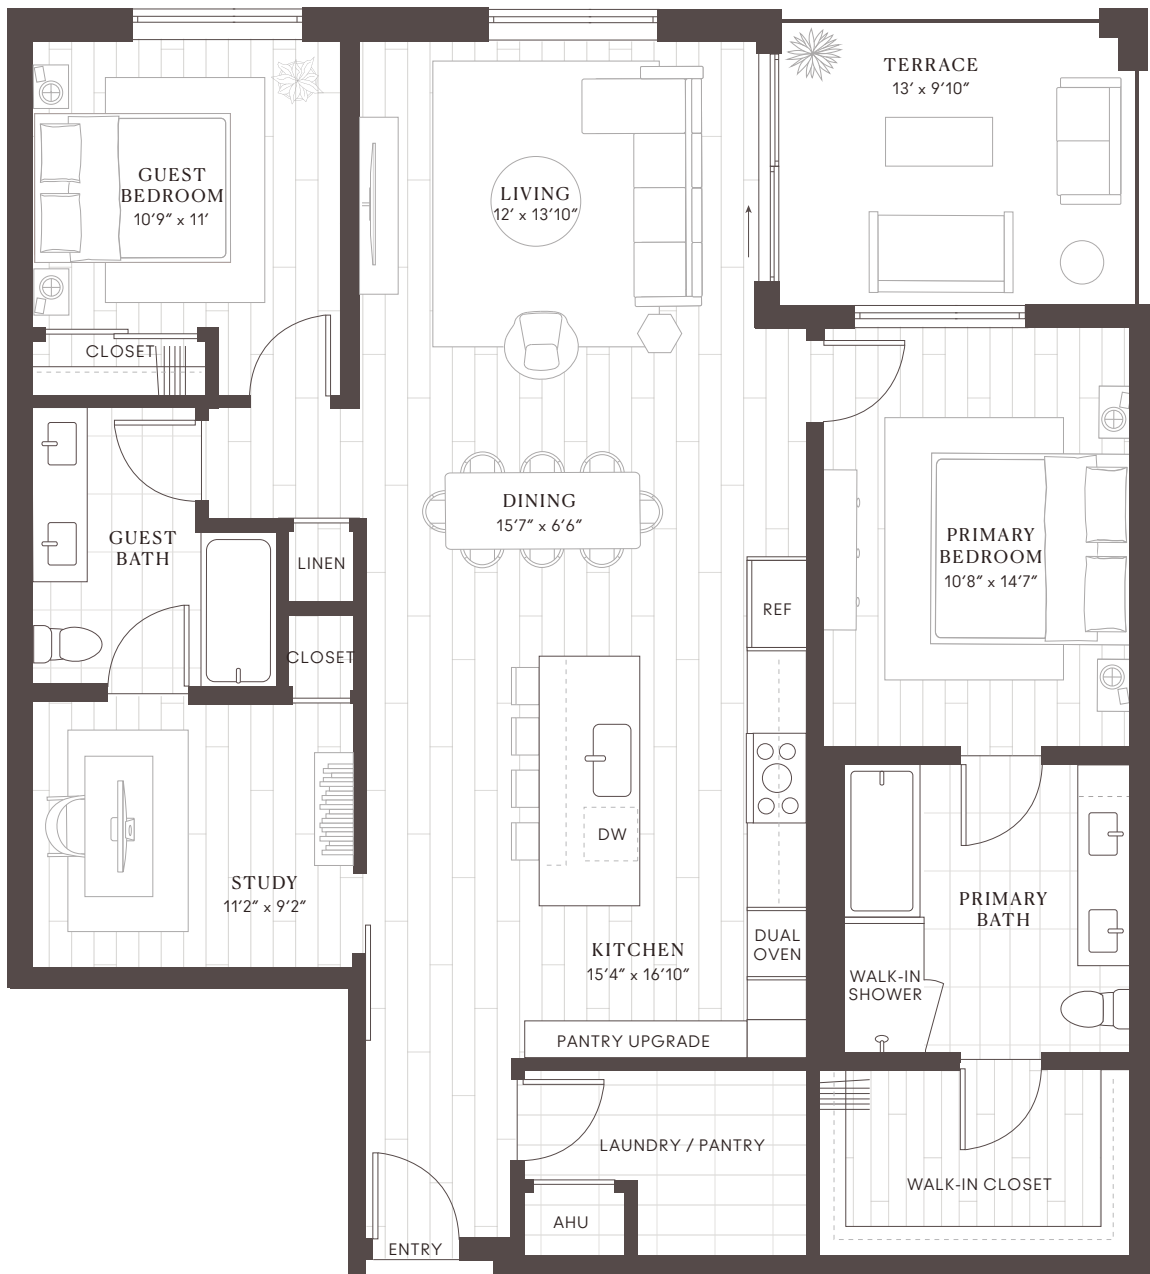 TERRACE
13′ x 9′10″
GUEST
BEDROOM
10′9″ x 11′
LIVING
12′ x 13′10″
CLOSET
DINING
15′7″ x 6′6″
GUEST
BATH
LINEN
PRIMARY
BEDROOM
10′8″ x 14′7″
REF
CLOSET
DW
STUDY
11′2″ x 9′2″
KITCHEN
15′4″ x 16′10″
DUAL
OVEN
PRIMARY
BATH
WALK-IN
SHOWER
PANTRY UPGRADE
LAUNDRY / PANTRY
WALK-IN CLOSET
AHU
ENTRY